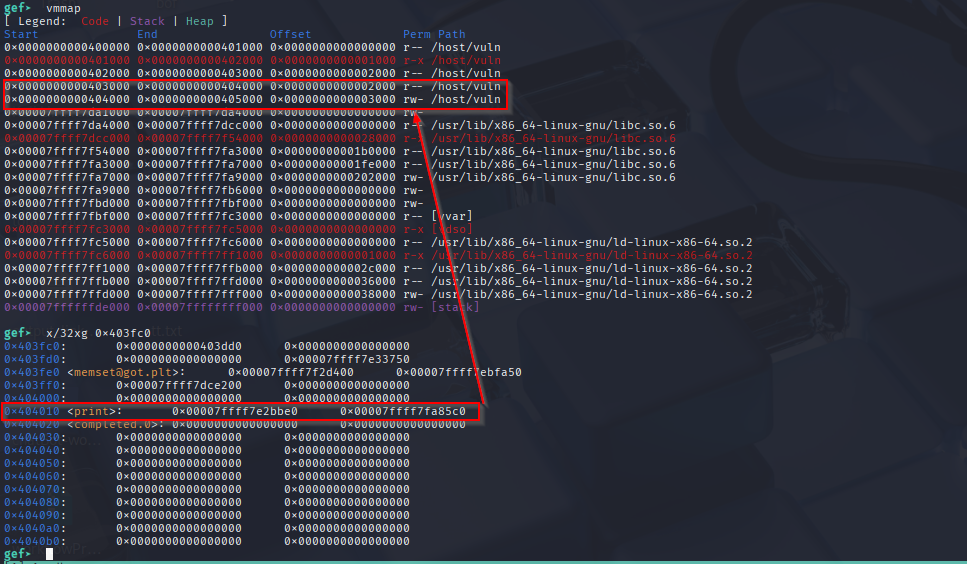 gef➤  vmmap
[ Legend:  Code | Stack | Heap ]
Start              End                Offset             Perm Path
0x0000000000400000 0x0000000000401000 0x0000000000000000 r-- /host/vuln
0x0000000000401000 0x0000000000402000 0x0000000000001000 r-x /host/vuln
0x0000000000402000 0x0000000000403000 0x0000000000002000 r-- /host/vuln
0x0000000000403000 0x0000000000404000 0x0000000000002000 r-- /host/vuln
0x0000000000404000 0x0000000000405000 0x0000000000003000 rw- /host/vuln
0x00007ffff7da1000 0x00007ffff7da4000 0x0000000000000000 rw-
0x00007ffff7da4000 0x00007ffff7dcc000 0x0000000000000000 r-- /usr/lib/x86_64-linux-gnu/libc.so.6
0x00007ffff7dcc000 0x00007ffff7f54000 0x0000000000028000 r-x /usr/lib/x86_64-linux-gnu/libc.so.6
0x00007ffff7f54000 0x00007ffff7fa3000 0x00000000001b0000 r-- /usr/lib/x86_64-linux-gnu/libc.so.6
0x00007ffff7fa3000 0x00007ffff7fa7000 0x00000000001fe000 r-- /usr/lib/x86_64-linux-gnu/libc.so.6
0x00007ffff7fa7000 0x00007ffff7fa9000 0x0000000000202000 rw- /usr/lib/x86_64-linux-gnu/libc.so.6
0x00007ffff7fa9000 0x00007ffff7fb6000 0x0000000000000000 rw-
0x00007ffff7fbd000 0x00007ffff7fbf000 0x0000000000000000 rw-
0x00007ffff7fbf000 0x00007ffff7fc3000 0x0000000000000000 r-- [vvar]
0x00007ffff7fc3000 0x00007ffff7fc5000 0x0000000000000000 r-x [vdso]
0x00007ffff7fc5000 0x00007ffff7fc6000 0x0000000000000000 r-- /usr/lib/x86_64-linux-gnu/ld-linux-x86-64.so.2
0x00007ffff7fc6000 0x00007ffff7ff1000 0x0000000000001000 r-x /usr/lib/x86_64-linux-gnu/ld-linux-x86-64.so.2
0x00007ffff7ff1000 0x00007ffff7ffb000 0x000000000002c000 r-- /usr/lib/x86_64-linux-gnu/ld-linux-x86-64.so.2
0x00007ffff7ffb000 0x00007ffff7ffd000 0x0000000000036000 r-- /usr/lib/x86_64-linux-gnu/ld-linux-x86-64.so.2
0x00007ffff7ffd000 0x00007ffff7fff000 0x0000000000038000 rw- /usr/lib/x86_64-linux-gnu/ld-linux-x86-64.so.2
0x00007ffffffde000 0x00007ffffffff000 0x0000000000000000 rw- [stack]
gef➤  x/32xg 0x403fc0
0x403fc0:	0x0000000000403dd0	0x0000000000000000
0x403fd0:	0x0000000000000000	0x00007ffff7e33750
0x403fe0 <memset@got.plt>:	0x00007ffff7f2d400	0x00007ffff7ebfa50
0x403ff0:	0x00007ffff7dce200	0x0000000000000000
0x404000:	0x0000000000000000	0x0000000000000000
0x404010 <print>:	0x00007ffff7e2bbe0	0x00007ffff7fa85c0
0x404020 <completed.0>:	0x0000000000000000	0x0000000000000000
0x404030:	0x0000000000000000	0x0000000000000000
0x404040:	0x0000000000000000	0x0000000000000000
0x404050:	0x0000000000000000	0x0000000000000000
0x404060:	0x0000000000000000	0x0000000000000000
0x404070:	0x0000000000000000	0x0000000000000000
0x404080:	0x0000000000000000	0x0000000000000000
0x404090:	0x0000000000000000	0x0000000000000000
0x4040a0:	0x0000000000000000	0x0000000000000000
0x4040b0:	0x0000000000000000	0x0000000000000000
gef➤